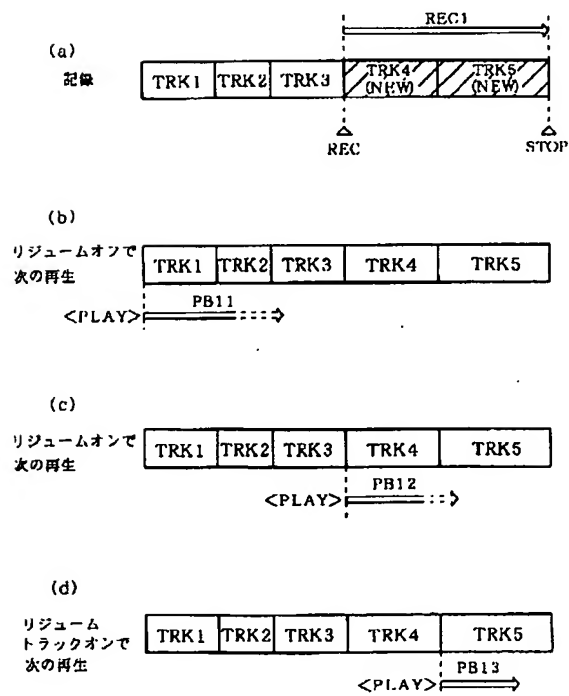 REC1
(a)
記録
TRK1 TRK2 TRK3 TRK4 (NEW) TRK5 (NEW)
REC STOP
(b)
リジュームオンで
次の再生
TRK1 TRK2 TRK3 TRK4 TRK5
<PLAY> PB11
(c)
リジュームオンで
次の再生
TRK1 TRK2 TRK3 TRK4 TRK5
<PLAY> PB12
(d)
リジューム
トラックオンで
次の再生
TRK1 TRK2 TRK3 TRK4 TRK5
<PLAY> PB13